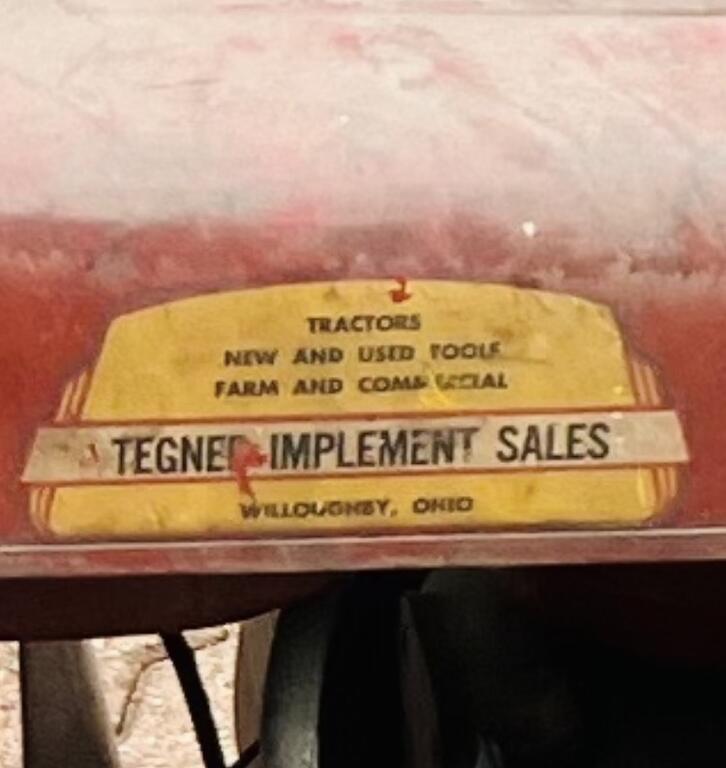 TRACTORS
NEW AND USED TOOLS
FARM AND COMMERCIAL
TEGNER IMPLEMENT SALES
WILLOUGHBY, OHIO